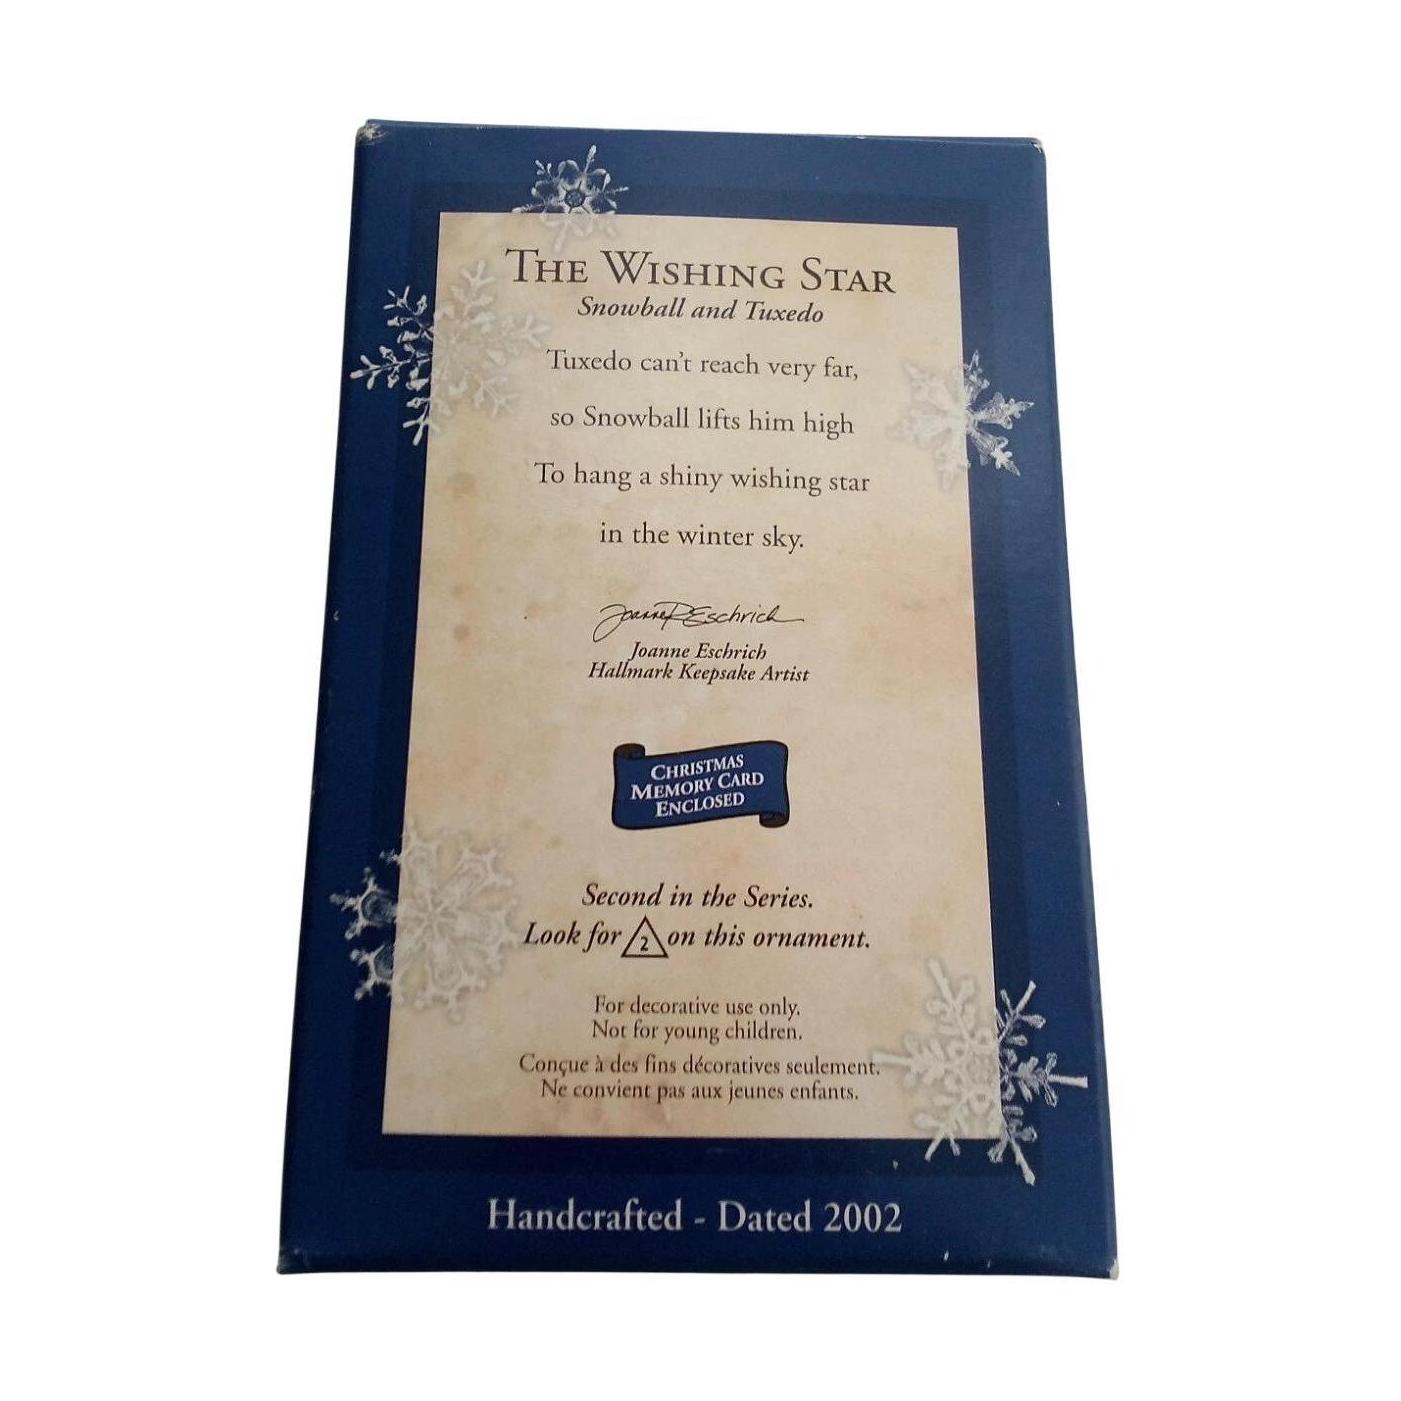 THE WISHING STAR
Snowball and Tuxedo
Tuxedo can't reach very far,
so Snowball lifts him high
To hang a shiny wishing star
in the winter sky.
Joanne R Eschrich
Joanne Eschrich
Hallmark Keepsake Artist
CHRISTMAS
MEMORY CARD
ENCLOSED
Second in the Series.
Look for 2 on this ornament.
For decorative use only.
Not for young children.
Conçue à des fins décoratives seulement.
Ne convient pas aux jeunes enfants.
Handcrafted - Dated 2002